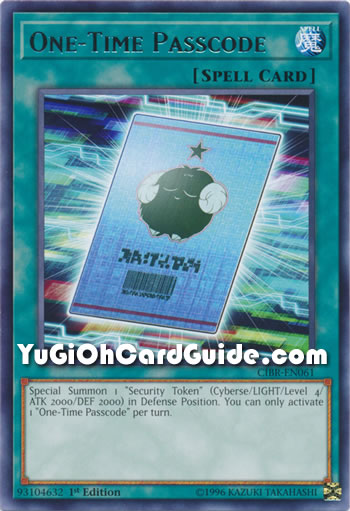 One-Time Passcode
[Spell Card]
YuGiOhCardGuide.com
CIBR-EN061
Special Summon 1 "Security Token" (Cyberse/LIGHT/Level 4/
ATK 2000/DEF 2000) in Defense Position. You can only activate
1 "One-Time Passcode" per turn.
93104632 1st Edition ©1996 KAZUKI TAKAHASHI